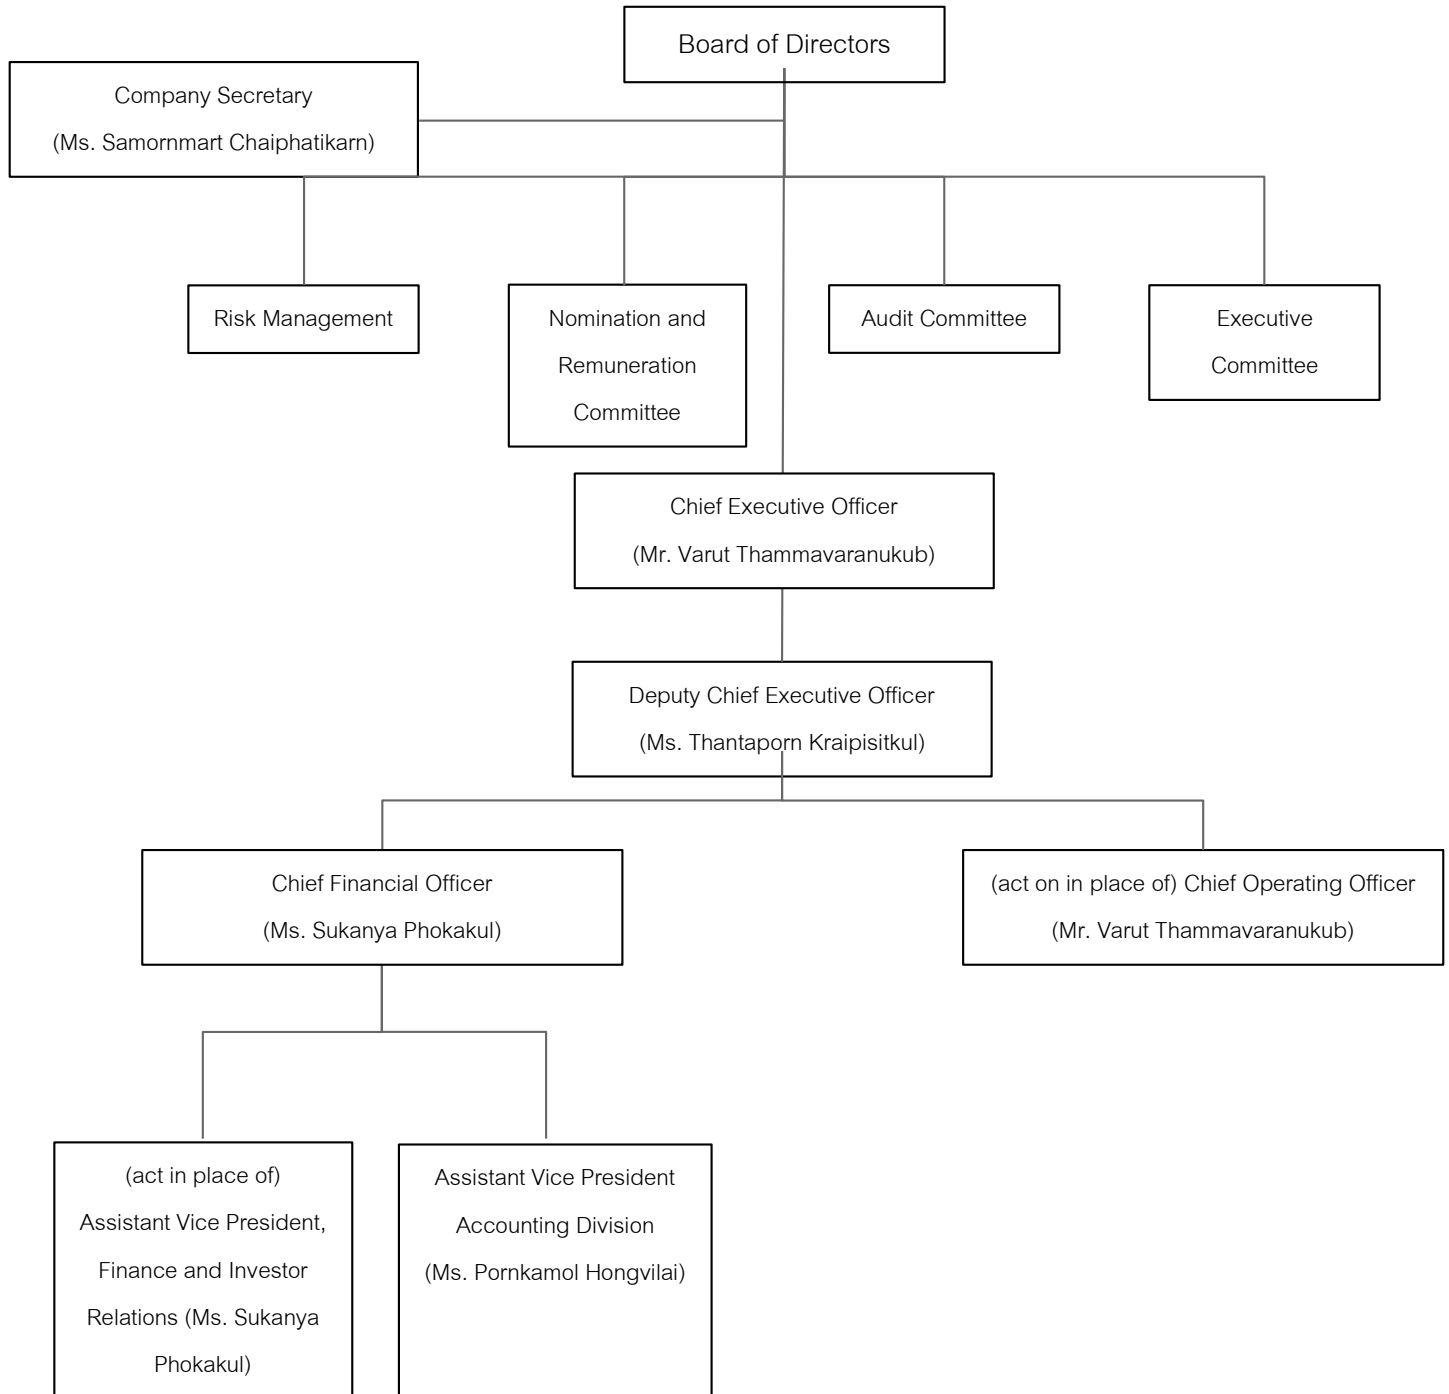 Board of Directors
Company Secretary
(Ms. Samornmart Chaiphatikarn)
Risk Management
Nomination and
Remuneration
Committee
Audit Committee
Executive
Committee
Chief Executive Officer
(Mr. Varut Thammavaranukub)
Deputy Chief Executive Officer
(Ms. Thantaporn Kraipisitkul)
Chief Financial Officer
(Ms. Sukanya Phokakul)
(act on in place of) Chief Operating Officer
(Mr. Varut Thammavaranukub)
(act in place of)
Assistant Vice President,
Finance and Investor
Relations (Ms. Sukanya
Phokakul)
Assistant Vice President
Accounting Division
(Ms. Pornkamol Hongvilai)